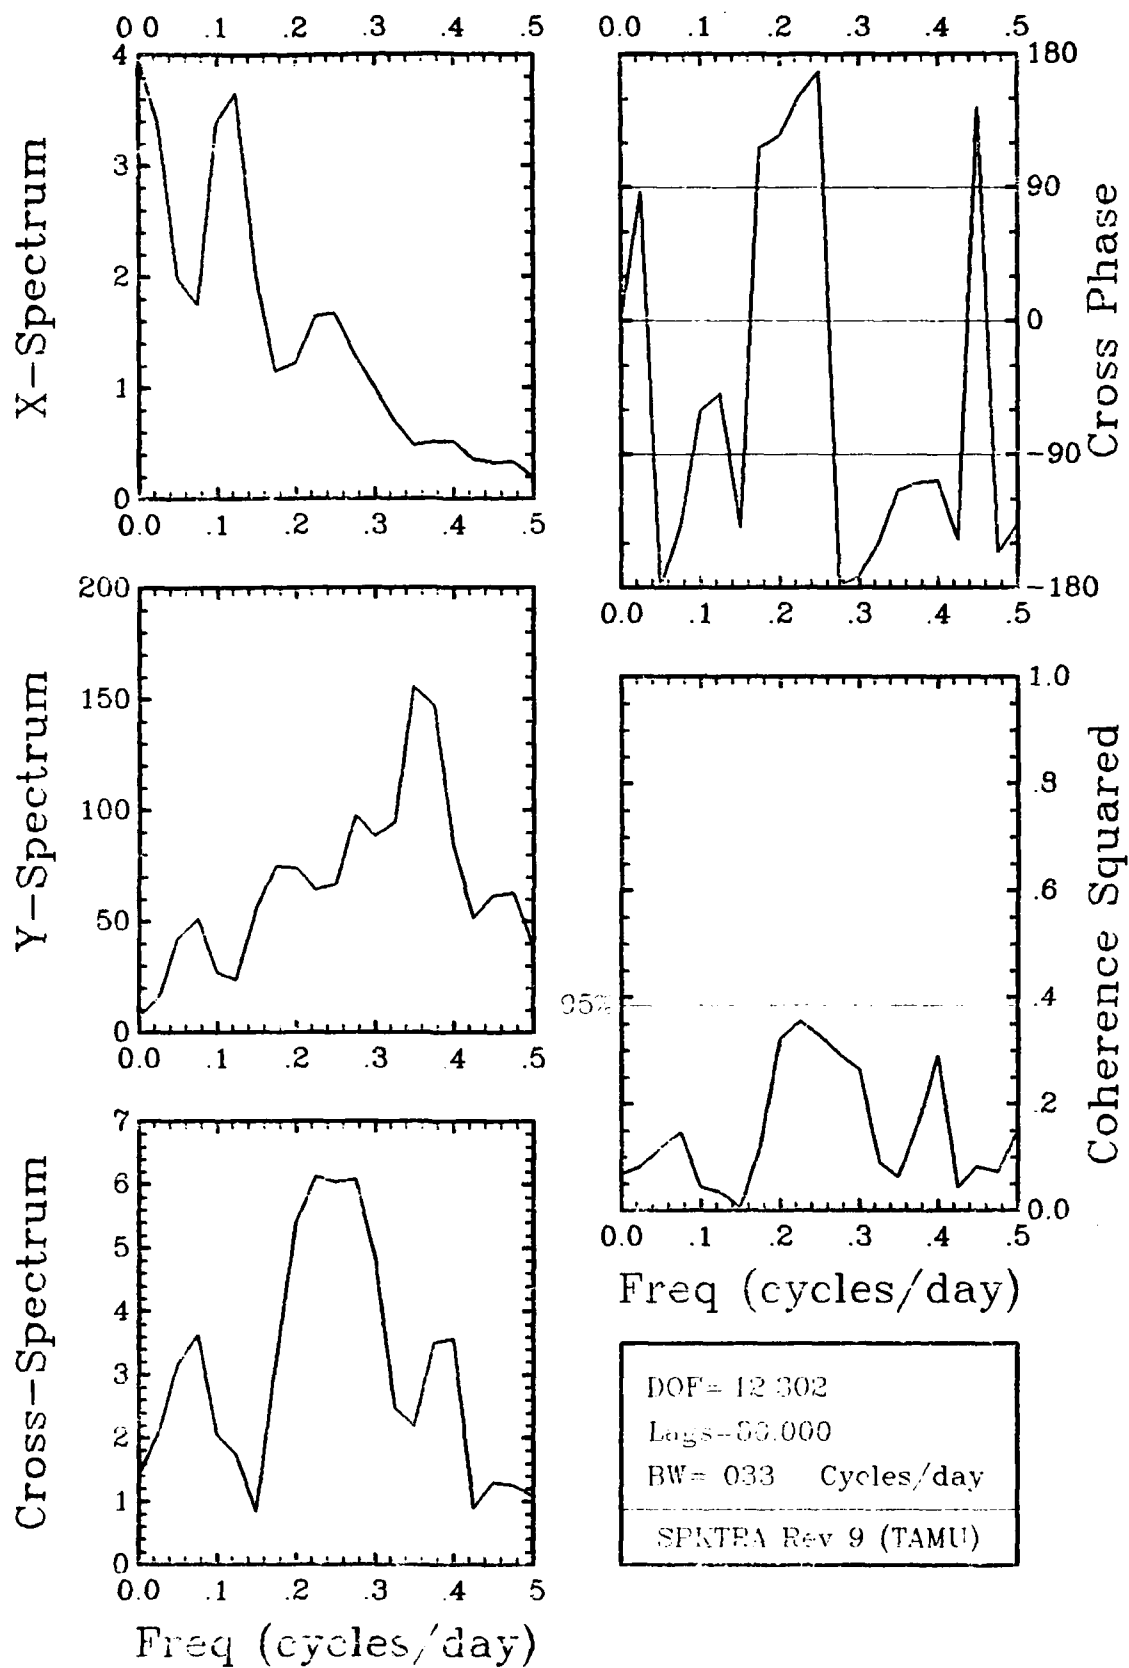 0 0 .1 .2 .3 .4 .5
4
3
2
1
0
X-Spectrum
0.0 .1 .2 .3 .4 .5
0.0 .1 .2 .3 .4 .5
180
90
0
-90
-180
Cross Phase
0.0 .1 .2 .3 .4 .5
200
150
100
50
0
Y-Spectrum
0.0 .1 .2 .3 .4 .5
1.0
.8
.6
.4
.2
0.0
95%
Coherence Squared
0.0 .1 .2 .3 .4 .5
Freq (cycles/day)
7
6
5
4
3
2
1
0
Cross-Spectrum
0.0 .1 .2 .3 .4 .5
Freq (cycles/day)
DOF= 12 302
BW= 033 Cycles/day
SPKTRA Rev 9 (TAMU)